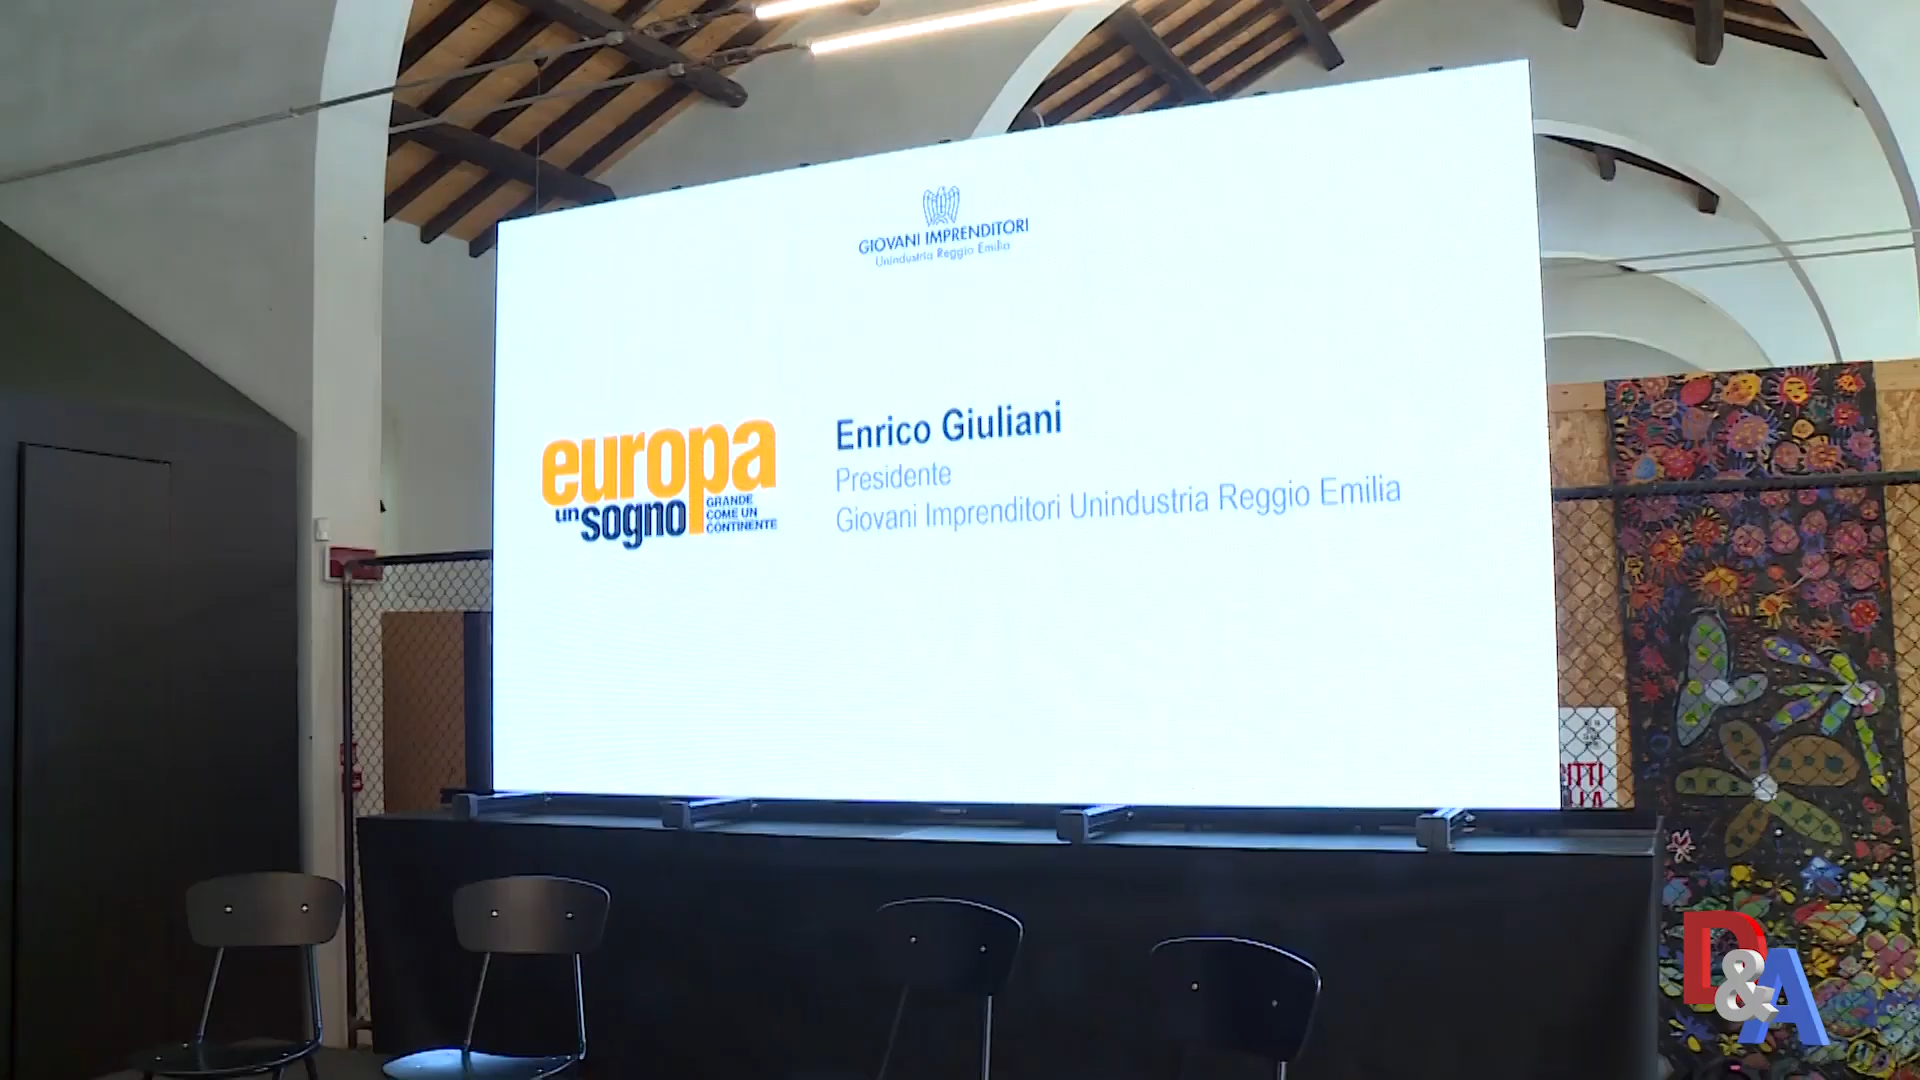 GIOVANI IMPRENDITORI
Unindustria Reggio Emilia
europa
un sogno
GRANDE
COME UN
CONTINENTE
Enrico Giuliani
Presidente
Giovani Imprenditori Unindustria Reggio Emilia
D&A